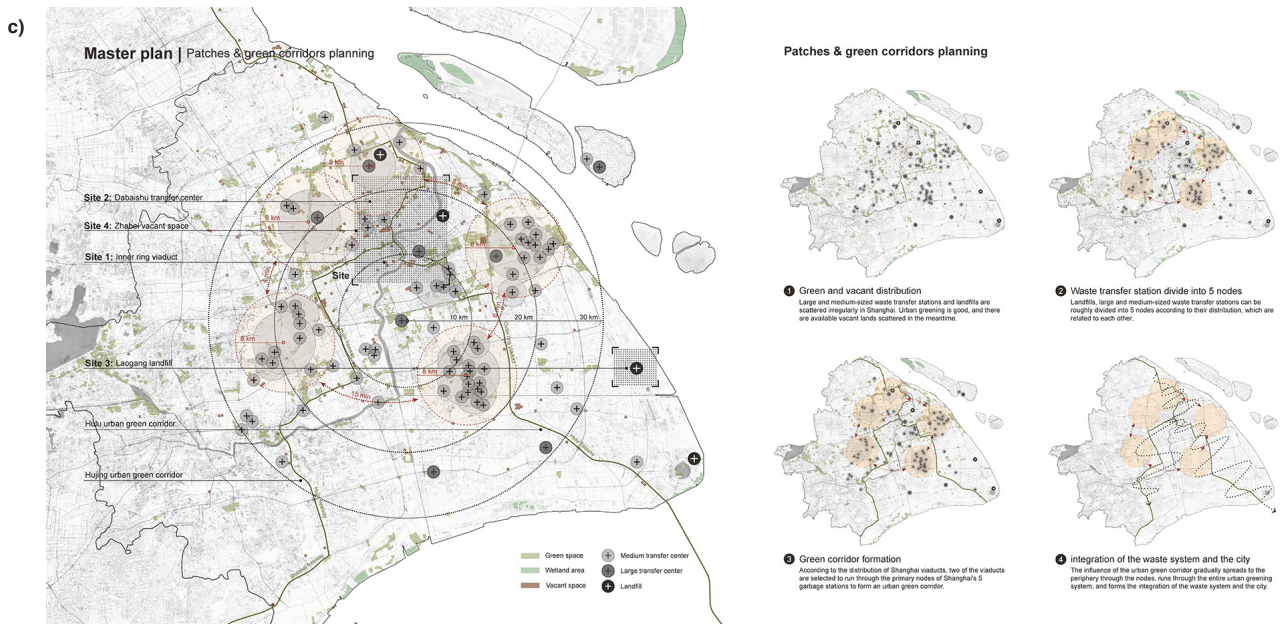 c)
Master plan | Patches & green corridors planning
Site 2: Dabaishu transfer center
Site 4: Zhabei vacant space
Site 1: Inner ring viaduct
Site
Site 3: Laogang landfill
Hulu urban green corridor
Hujing urban green corridor
5 km
8 km
8 km
8 km
8 km
15 min
10 km
20 km
30 km
Green space
Wetland area
Vacant space
Medium transfer center
Large transfer center
Landfill
Patches & green corridors planning
1 Green and vacant distribution
Large and medium-sized waste transfer stations and landfills are
scattered irregularly in Shanghai. Urban greening is good, and there
are available vacant lands scattered in the meantime.
2 Waste transfer station divide into 5 nodes
Landfills, large and medium-sized waste transfer stations can be
roughly divided into 5 nodes according to their distribution, which are
related to each other.
3 Green corridor formation
According to the distribution of Shanghai viaducts, two of the viaducts
are selected to run through the primary nodes of Shanghai's 5
garbage stations to form an urban green corridor.
4 integration of the waste system and the city
The influence of the urban green corridor gradually spreads to the
periphery through the nodes, runs through the entire urban greening
system, and forms the integration of the waste system and the city.